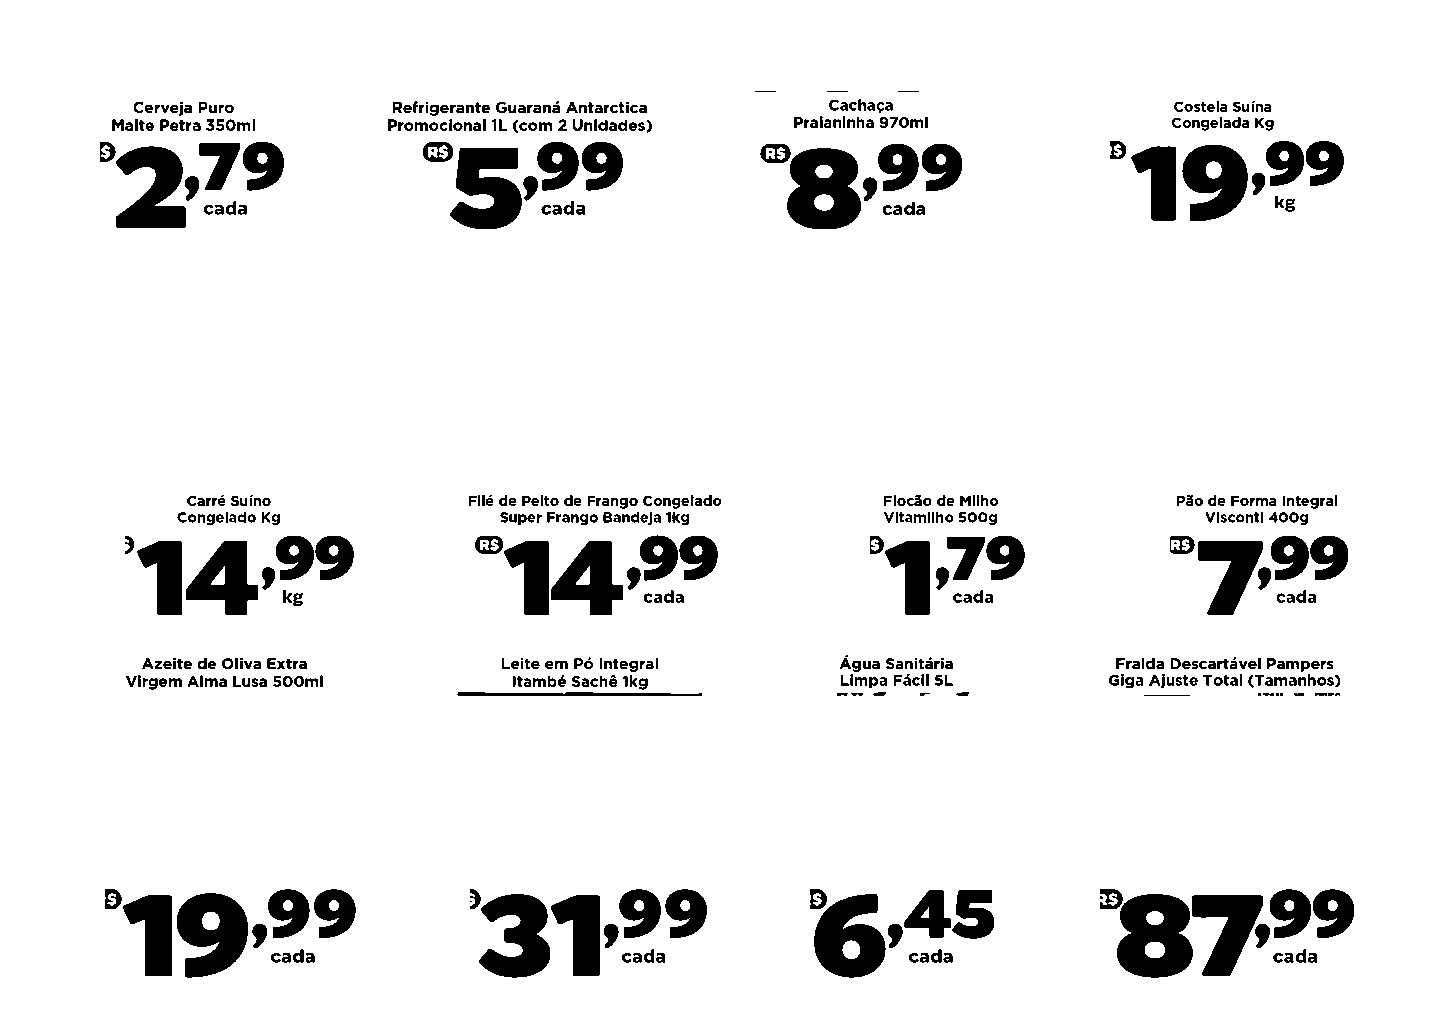 Cerveja Puro
Malte Petra 350ml
R$ 2,79
cada
Refrigerante Guaraná Antarctica
Promocional 1L (com 2 Unidades)
R$ 5,99
cada
Cachaça
Praianinha 970ml
R$ 8,99
cada
Costela Suína
Congelada Kg
$ 19,99
kg
Carré Suíno
Congelado Kg
14,99
kg
Filé de Peito de Frango Congelado
Super Frango Bandeja 1kg
R$ 14,99
cada
Flocão de Milho
Vitamilho 500g
$ 1,79
cada
Pão de Forma Integral
Visconti 400g
R$ 7,99
cada
Azeite de Oliva Extra
Virgem Alma Lusa 500ml
$ 19,99
cada
Leite em Pó Integral
Itambé Sachê 1kg
$ 31,99
cada
Água Sanitária
Limpa Fácil 5L
$ 6,45
cada
Fralda Descartável Pampers
Giga Ajuste Total (Tamanhos)
R$ 87,99
cada